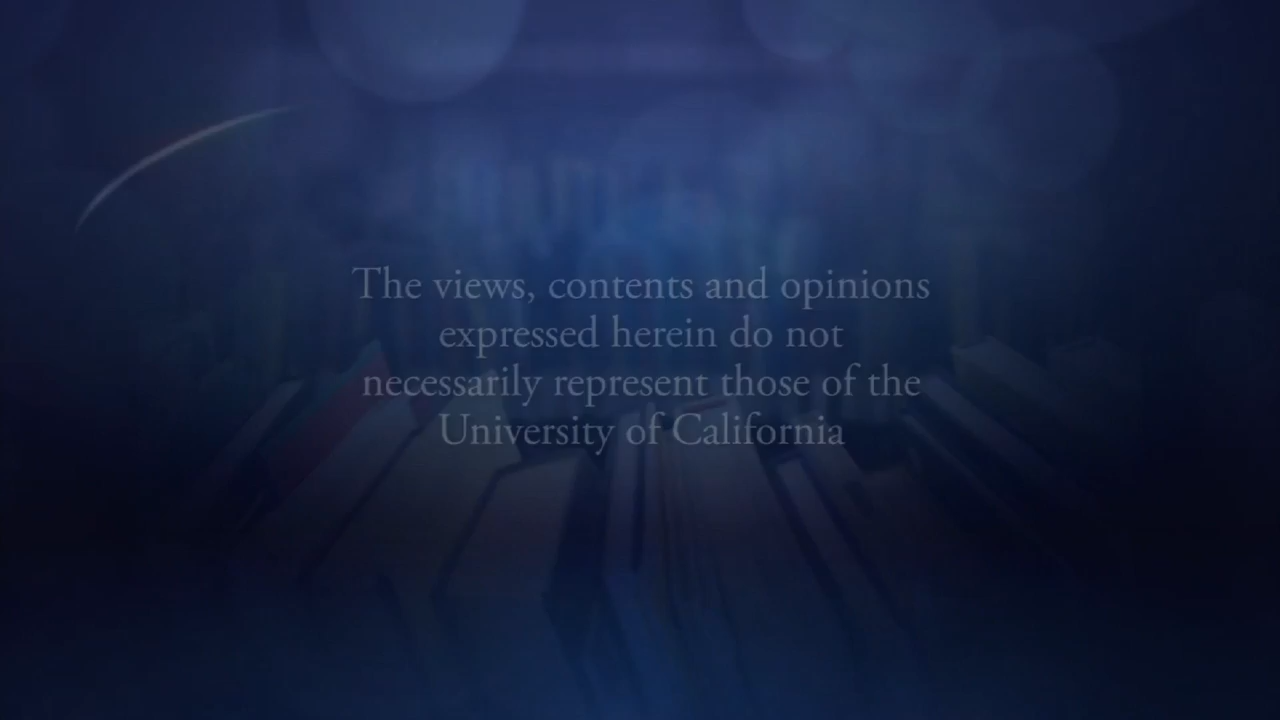 The views, contents and opinions
expressed herein do not
necessarily represent those of the
University of California